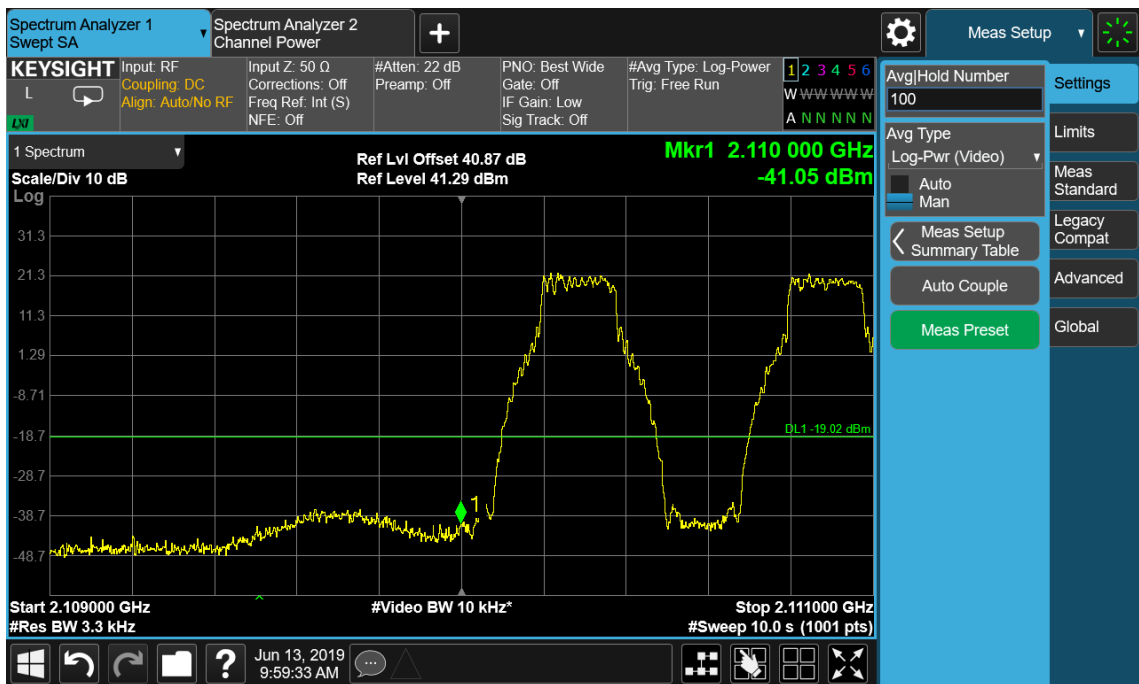 Spectrum Analyzer 1
Swept SA
Spectrum Analyzer 2
Channel Power
Meas Setup
KEYSIGHT
L
LXI
Input: RF
Coupling: DC
Align: Auto/No RF
Input Z: 50 Ω
Corrections: Off
Freq Ref: Int (S)
NFE: Off
#Atten: 22 dB
Preamp: Off
PNO: Best Wide
Gate: Off
IF Gain: Low
Sig Track: Off
#Avg Type: Log-Power
Trig: Free Run
1 2 3 4 5 6
W W W W W W
A N N N N N
1 Spectrum
Scale/Div 10 dB
Ref Lvl Offset 40.87 dB
Ref Level 41.29 dBm
Mkr1 2.110 000 GHz
-41.05 dBm
Log
31.3
21.3
11.3
1.29
-8.71
-18.7
-28.7
-38.7
-48.7
DL1 -19.02 dBm
1
Start 2.109000 GHz
#Res BW 3.3 kHz
#Video BW 10 kHz*
Stop 2.111000 GHz
#Sweep 10.0 s (1001 pts)
Avg|Hold Number
100
Avg Type
Log-Pwr (Video)
Auto
Man
Meas Setup
Summary Table
Auto Couple
Meas Preset
Settings
Limits
Meas
Standard
Legacy
Compat
Advanced
Global
?
Jun 13, 2019
9:59:33 AM